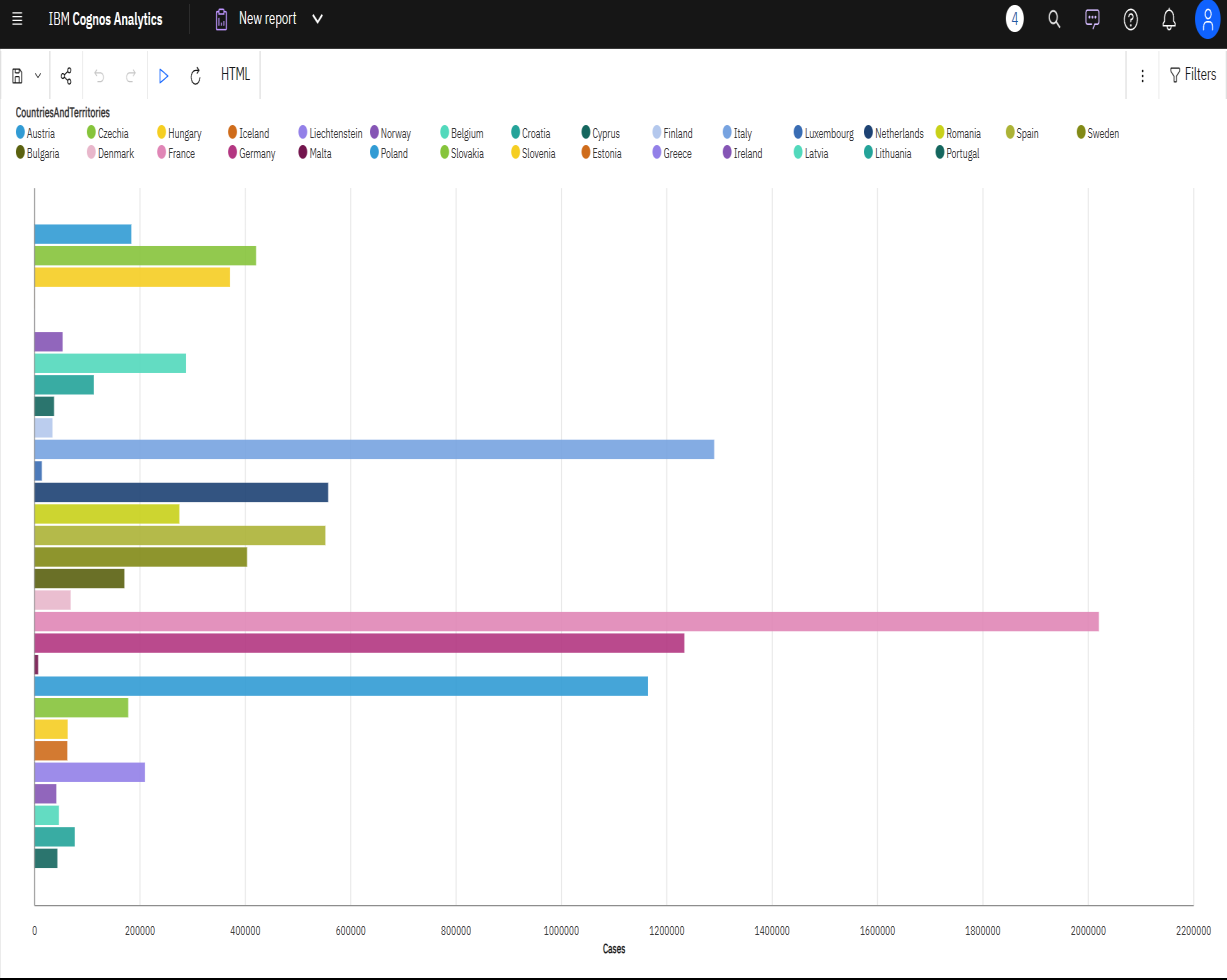 IBM Cognos Analytics New report 4
HTML Filters
CountriesAndTerritories
Austria Czechia Hungary Iceland Liechtenstein Norway Belgium Croatia Cyprus Finland Italy Luxembourg Netherlands Romania Spain Sweden
Bulgaria Denmark France Germany Malta Poland Slovakia Slovenia Estonia Greece Ireland Latvia Lithuania Portugal
0 200000 400000 600000 800000 1000000 1200000 1400000 1600000 1800000 2000000 2200000
Cases